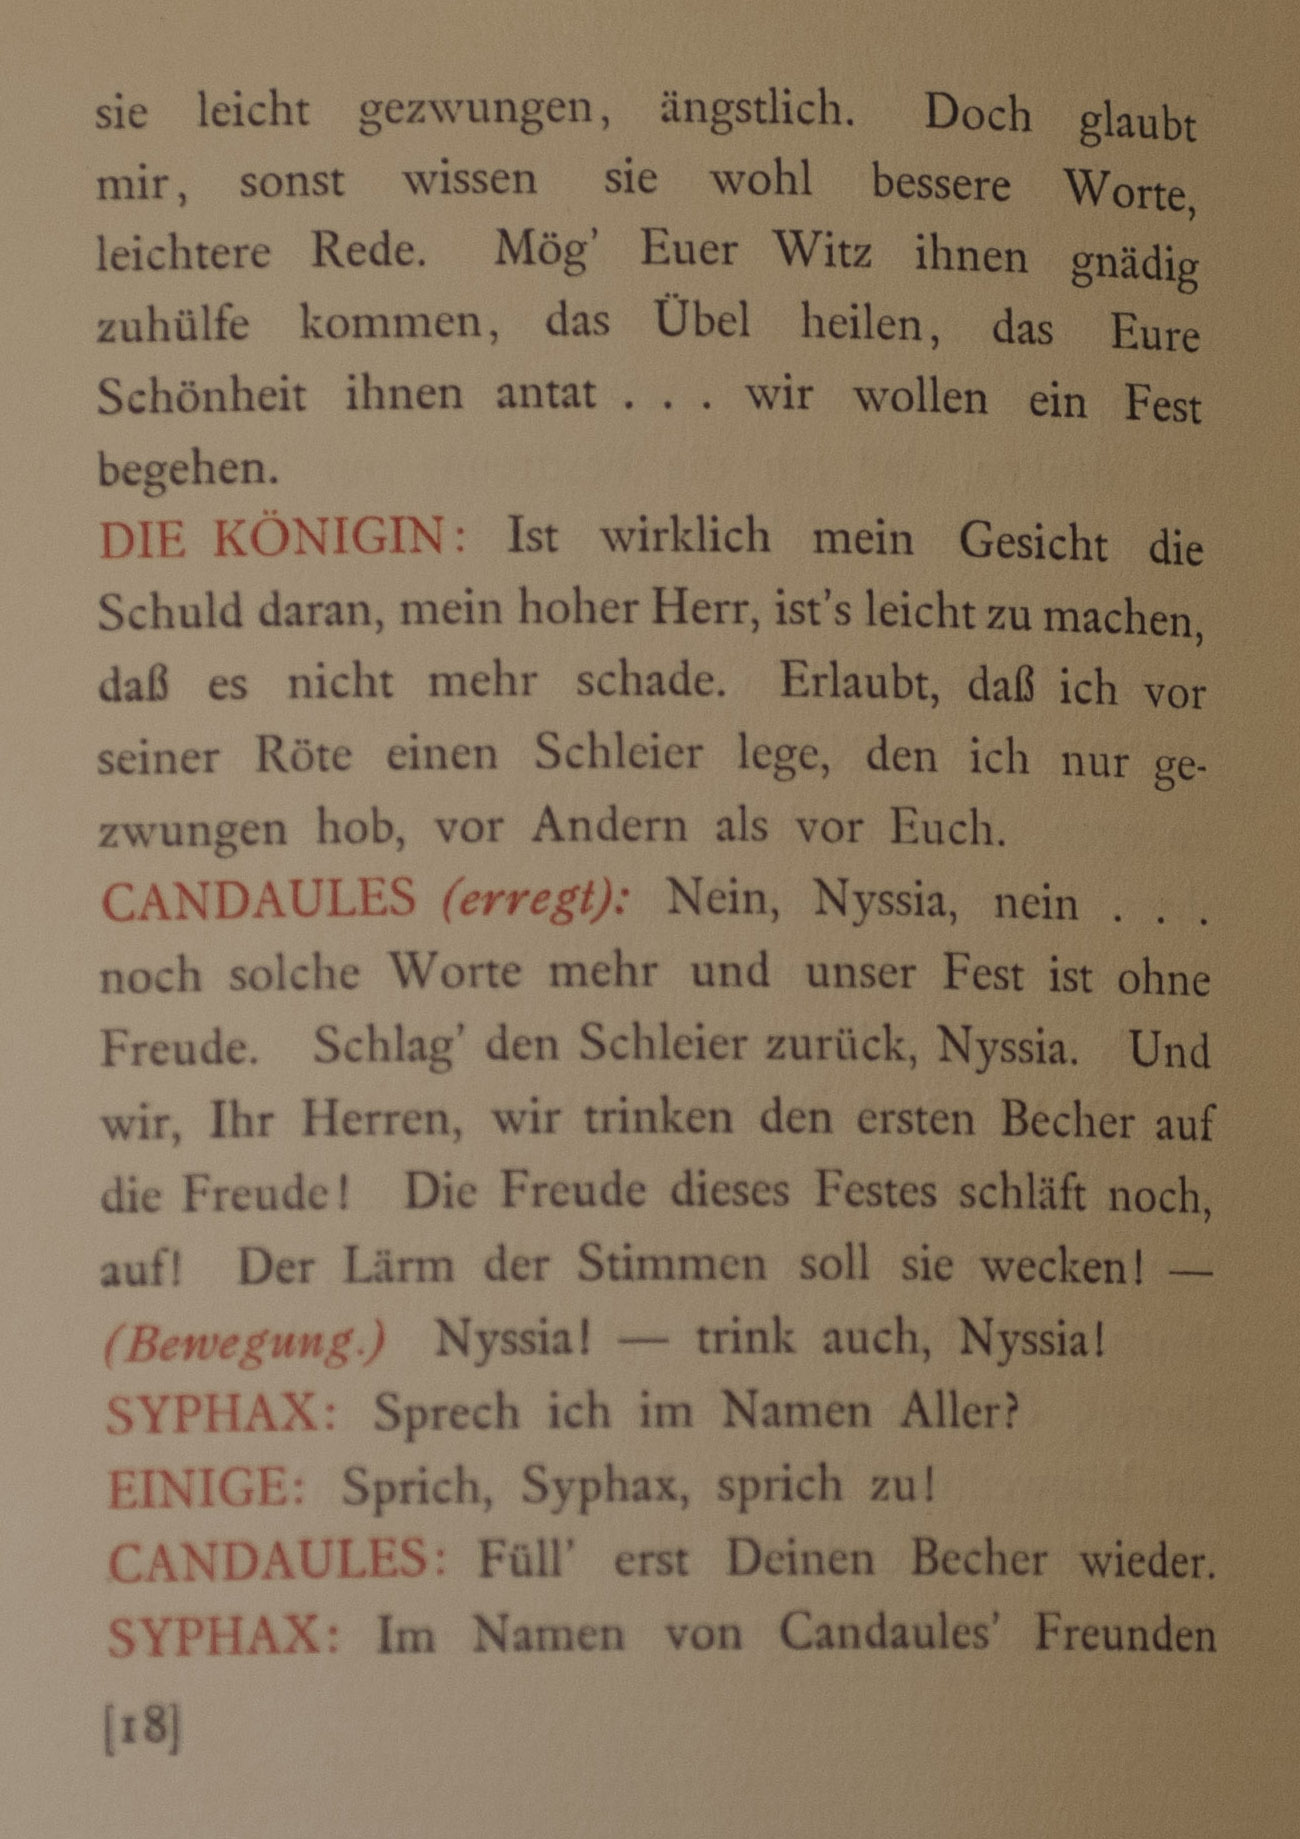 sie leicht gezwungen, ängstlich. Doch glaubt
mir, sonst wissen sie wohl bessere Worte,
leichtere Rede. Mög’ Euer Witz ihnen gnädig
zuhülfe kommen, das Übel heilen, das Eure
Schönheit ihnen antat . . . wir wollen ein Fest
begehen.
DIE KÖNIGIN: Ist wirklich mein Gesicht die
Schuld daran, mein hoher Herr, ist’s leicht zu machen,
daß es nicht mehr schade. Erlaubt, daß ich vor
seiner Röte einen Schleier lege, den ich nur ge-
zwungen hob, vor Andern als vor Euch.
CANDAULES (erregt): Nein, Nyssia, nein . . .
noch solche Worte mehr und unser Fest ist ohne
Freude. Schlag’ den Schleier zurück, Nyssia. Und
wir, Ihr Herren, wir trinken den ersten Becher auf
die Freude! Die Freude dieses Festes schläft noch,
auf! Der Lärm der Stimmen soll sie wecken! —
(Bewegung.) Nyssia! — trink auch, Nyssia!
SYPHAX: Sprech ich im Namen Aller?
EINIGE: Sprich, Syphax, sprich zu!
CANDAULES: Füll’ erst Deinen Becher wieder.
SYPHAX: Im Namen von Candaules’ Freunden
[18]